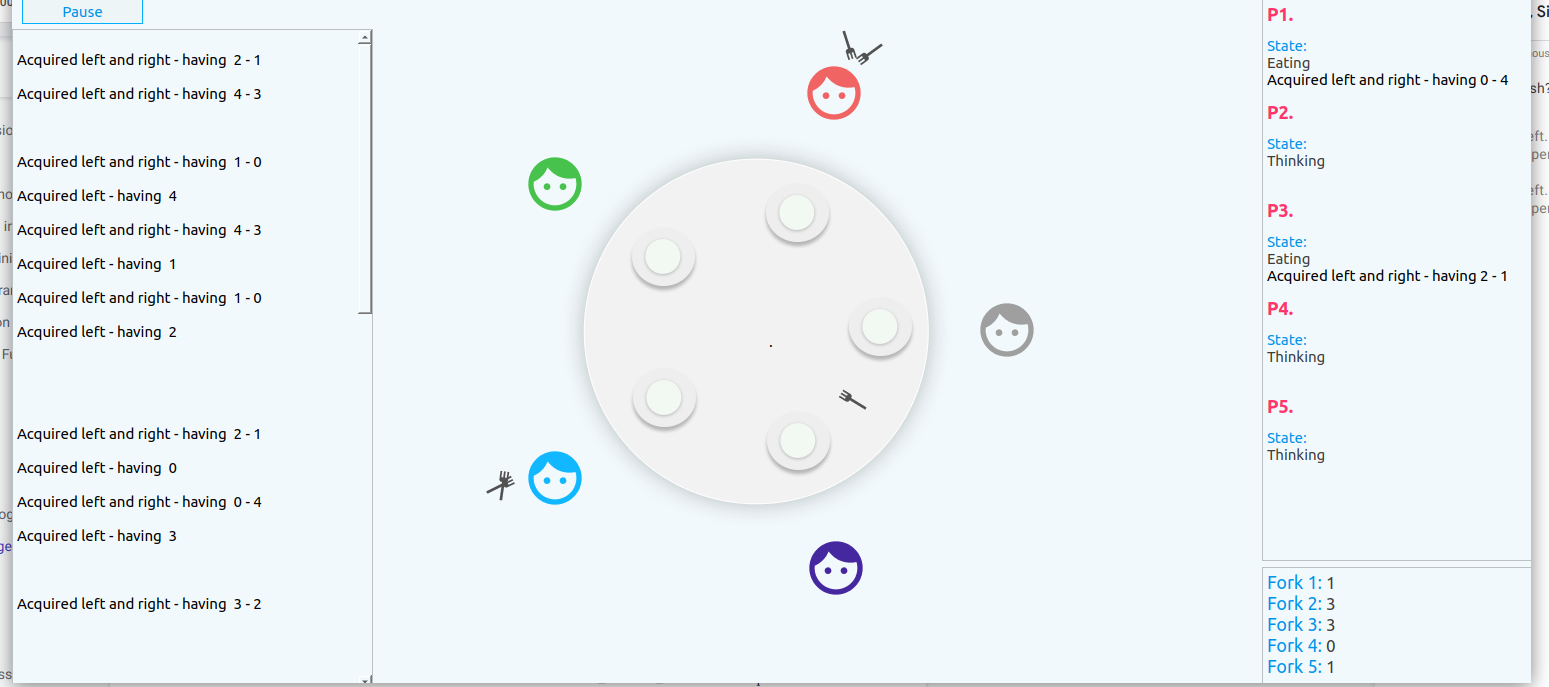 Pause
Acquired left and right - having 2 - 1
Acquired left and right - having 4 - 3
Acquired left and right - having 1 - 0
Acquired left - having 4
Acquired left and right - having 4 - 3
Acquired left - having 1
Acquired left and right - having 1 - 0
Acquired left - having 2
Acquired left and right - having 2 - 1
Acquired left - having 0
Acquired left and right - having 0 - 4
Acquired left - having 3
Acquired left and right - having 3 - 2
P1.
State:
Eating
Acquired left and right - having 0 - 4
P2.
State:
Thinking
P3.
State:
Eating
Acquired left and right - having 2 - 1
P4.
State:
Thinking
P5.
State:
Thinking
Fork 1: 1
Fork 2: 3
Fork 3: 3
Fork 4: 0
Fork 5: 1